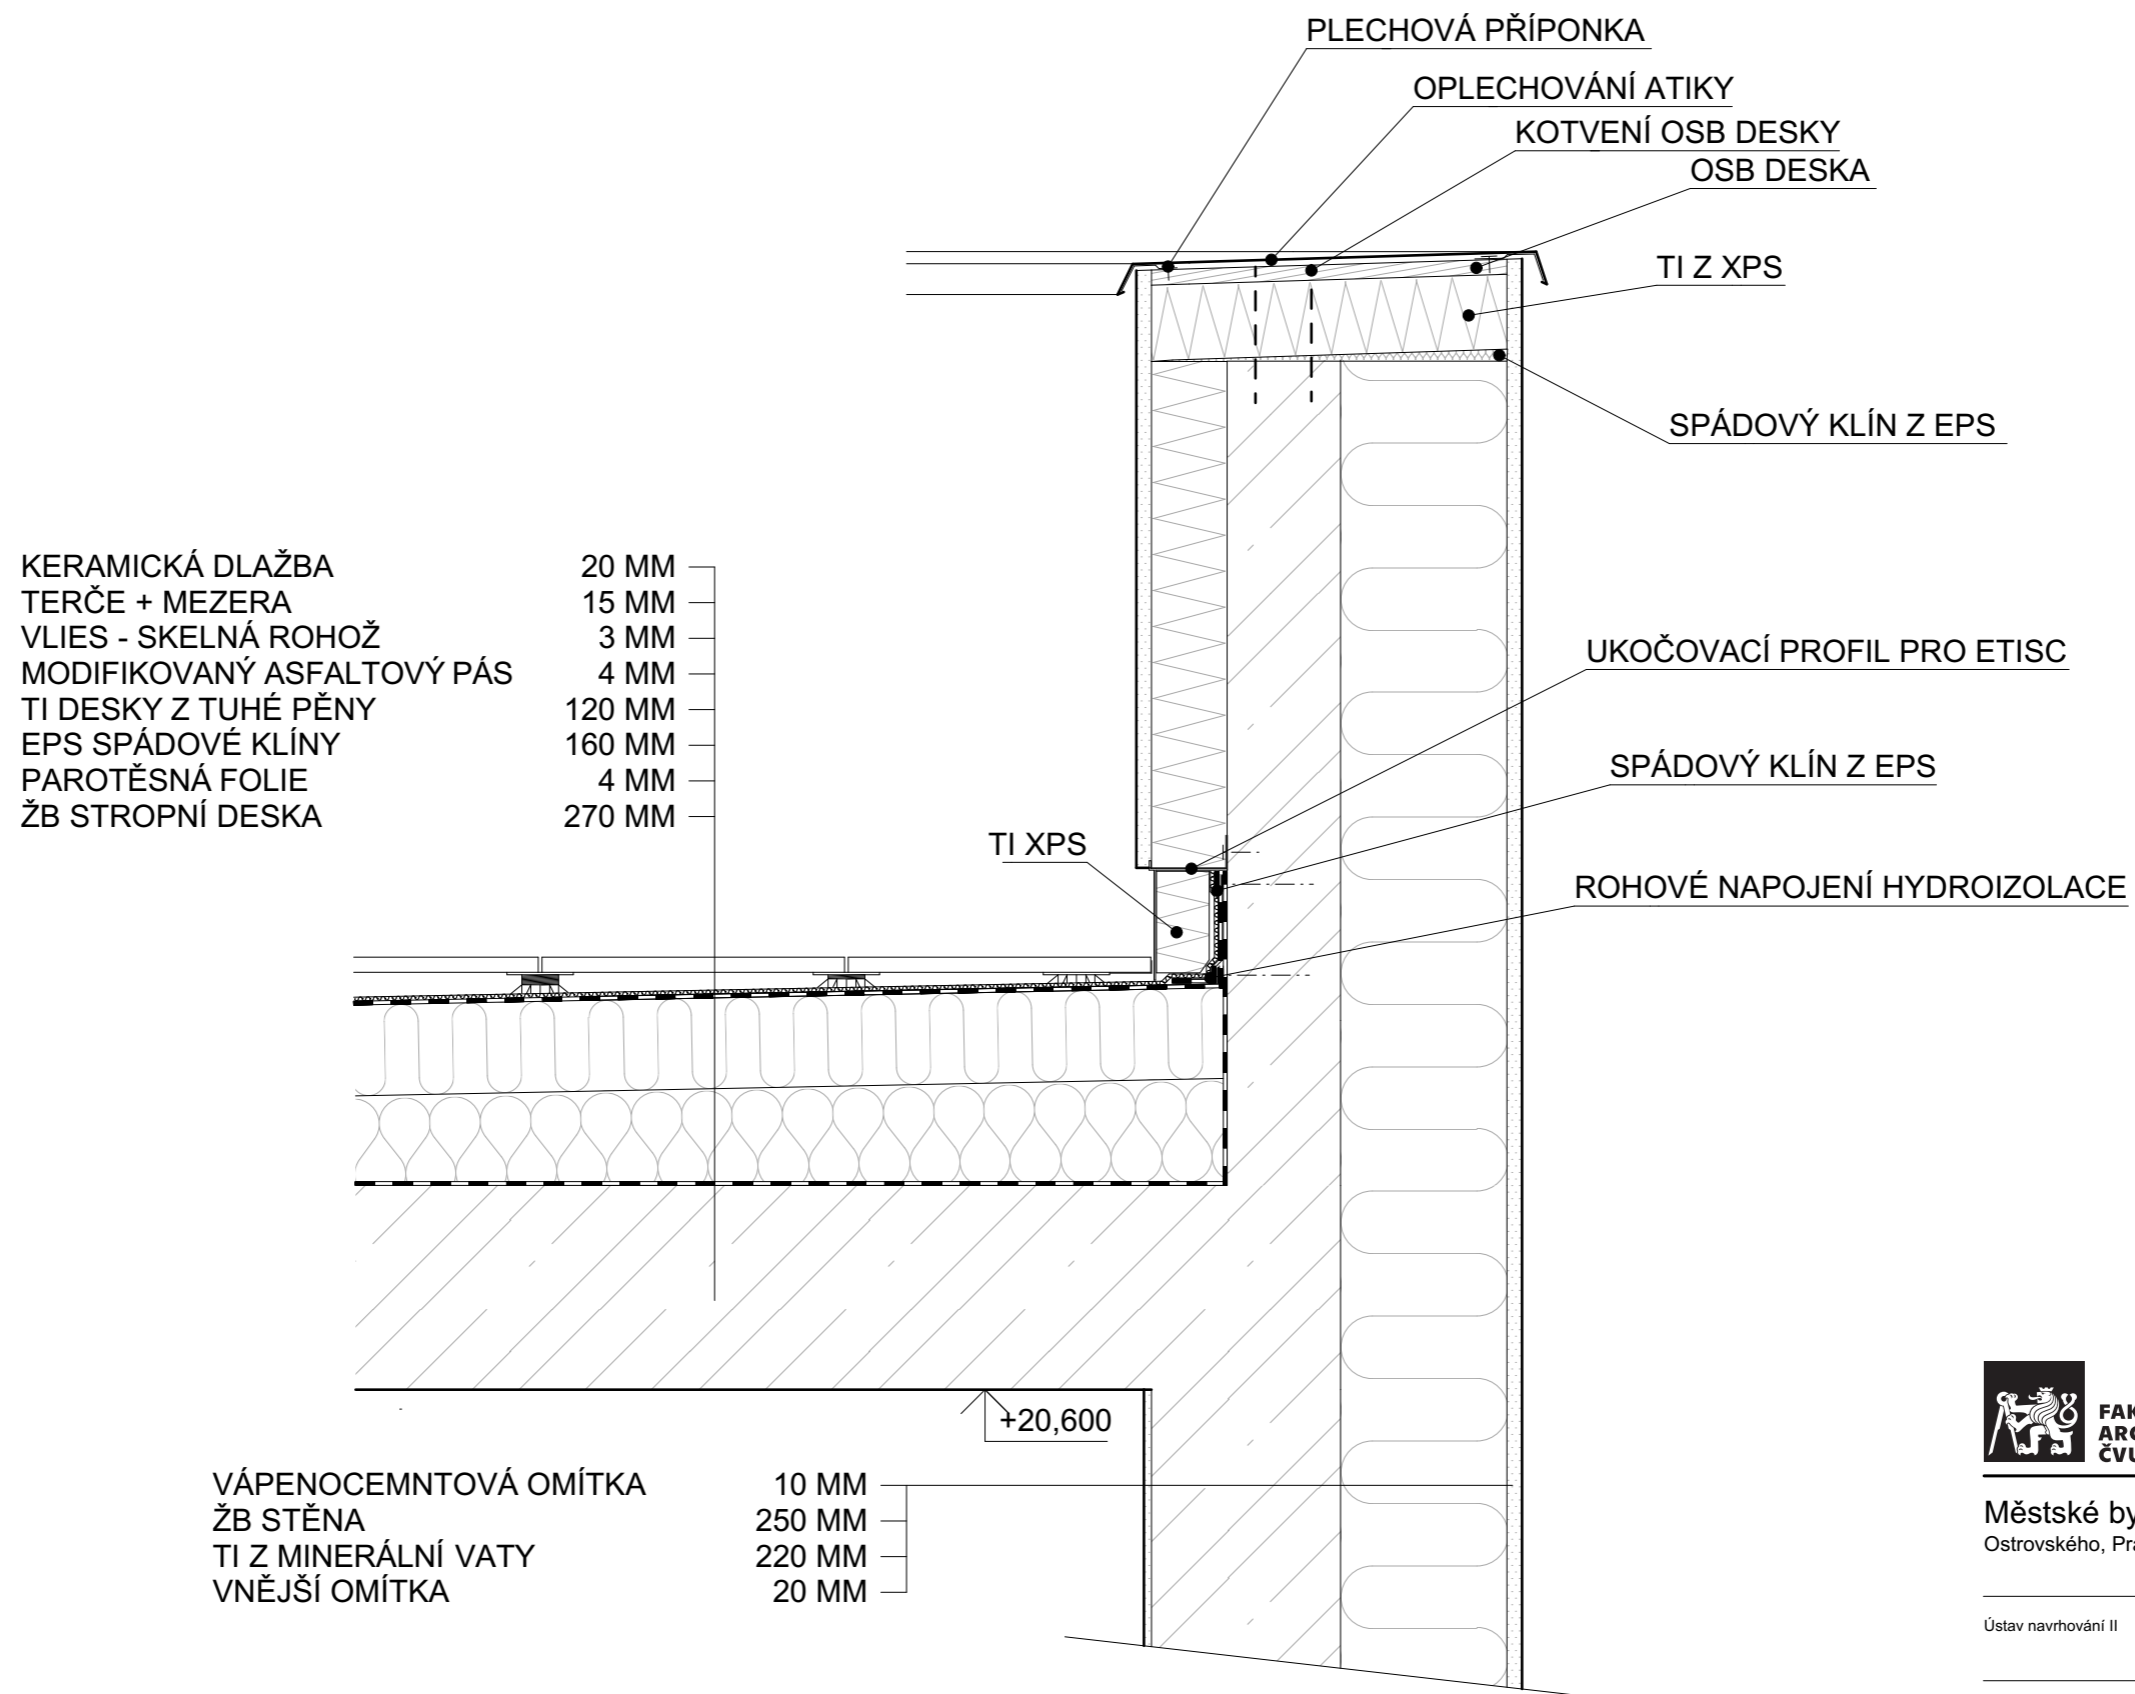 PLECHOVÁ PŘÍPONKA
OPLECHOVÁNÍ ATIKY
KOTVENÍ OSB DESKY
OSB DESKA
TI Z XPS
SPÁDOVÝ KLÍN Z EPS
KERAMICKÁ DLAŽBA 20 MM
TERČE + MEZERA 15 MM
VLIES - SKELNÁ ROHOŽ 3 MM
MODIFIKOVANÝ ASFALTOVÝ PÁS 4 MM
TI DESKY Z TUHÉ PĚNY 120 MM
EPS SPÁDOVÉ KLÍNY 160 MM
PAROTĚSNÁ FOLIE 4 MM
ŽB STROPNÍ DESKA 270 MM
UKOČOVACÍ PROFIL PRO ETISC
SPÁDOVÝ KLÍN Z EPS
TI XPS
ROHOVÉ NAPOJENÍ HYDROIZOLACE
+20,600
VÁPENOCEMNTOVÁ OMÍTKA 10 MM
ŽB STĚNA 250 MM
TI Z MINERÁLNÍ VATY 220 MM
VNĚJŠÍ OMÍTKA 20 MM
FAK
ARC
ČVU
Městské by
Ostrovského, Pra
Ústav navrhování II